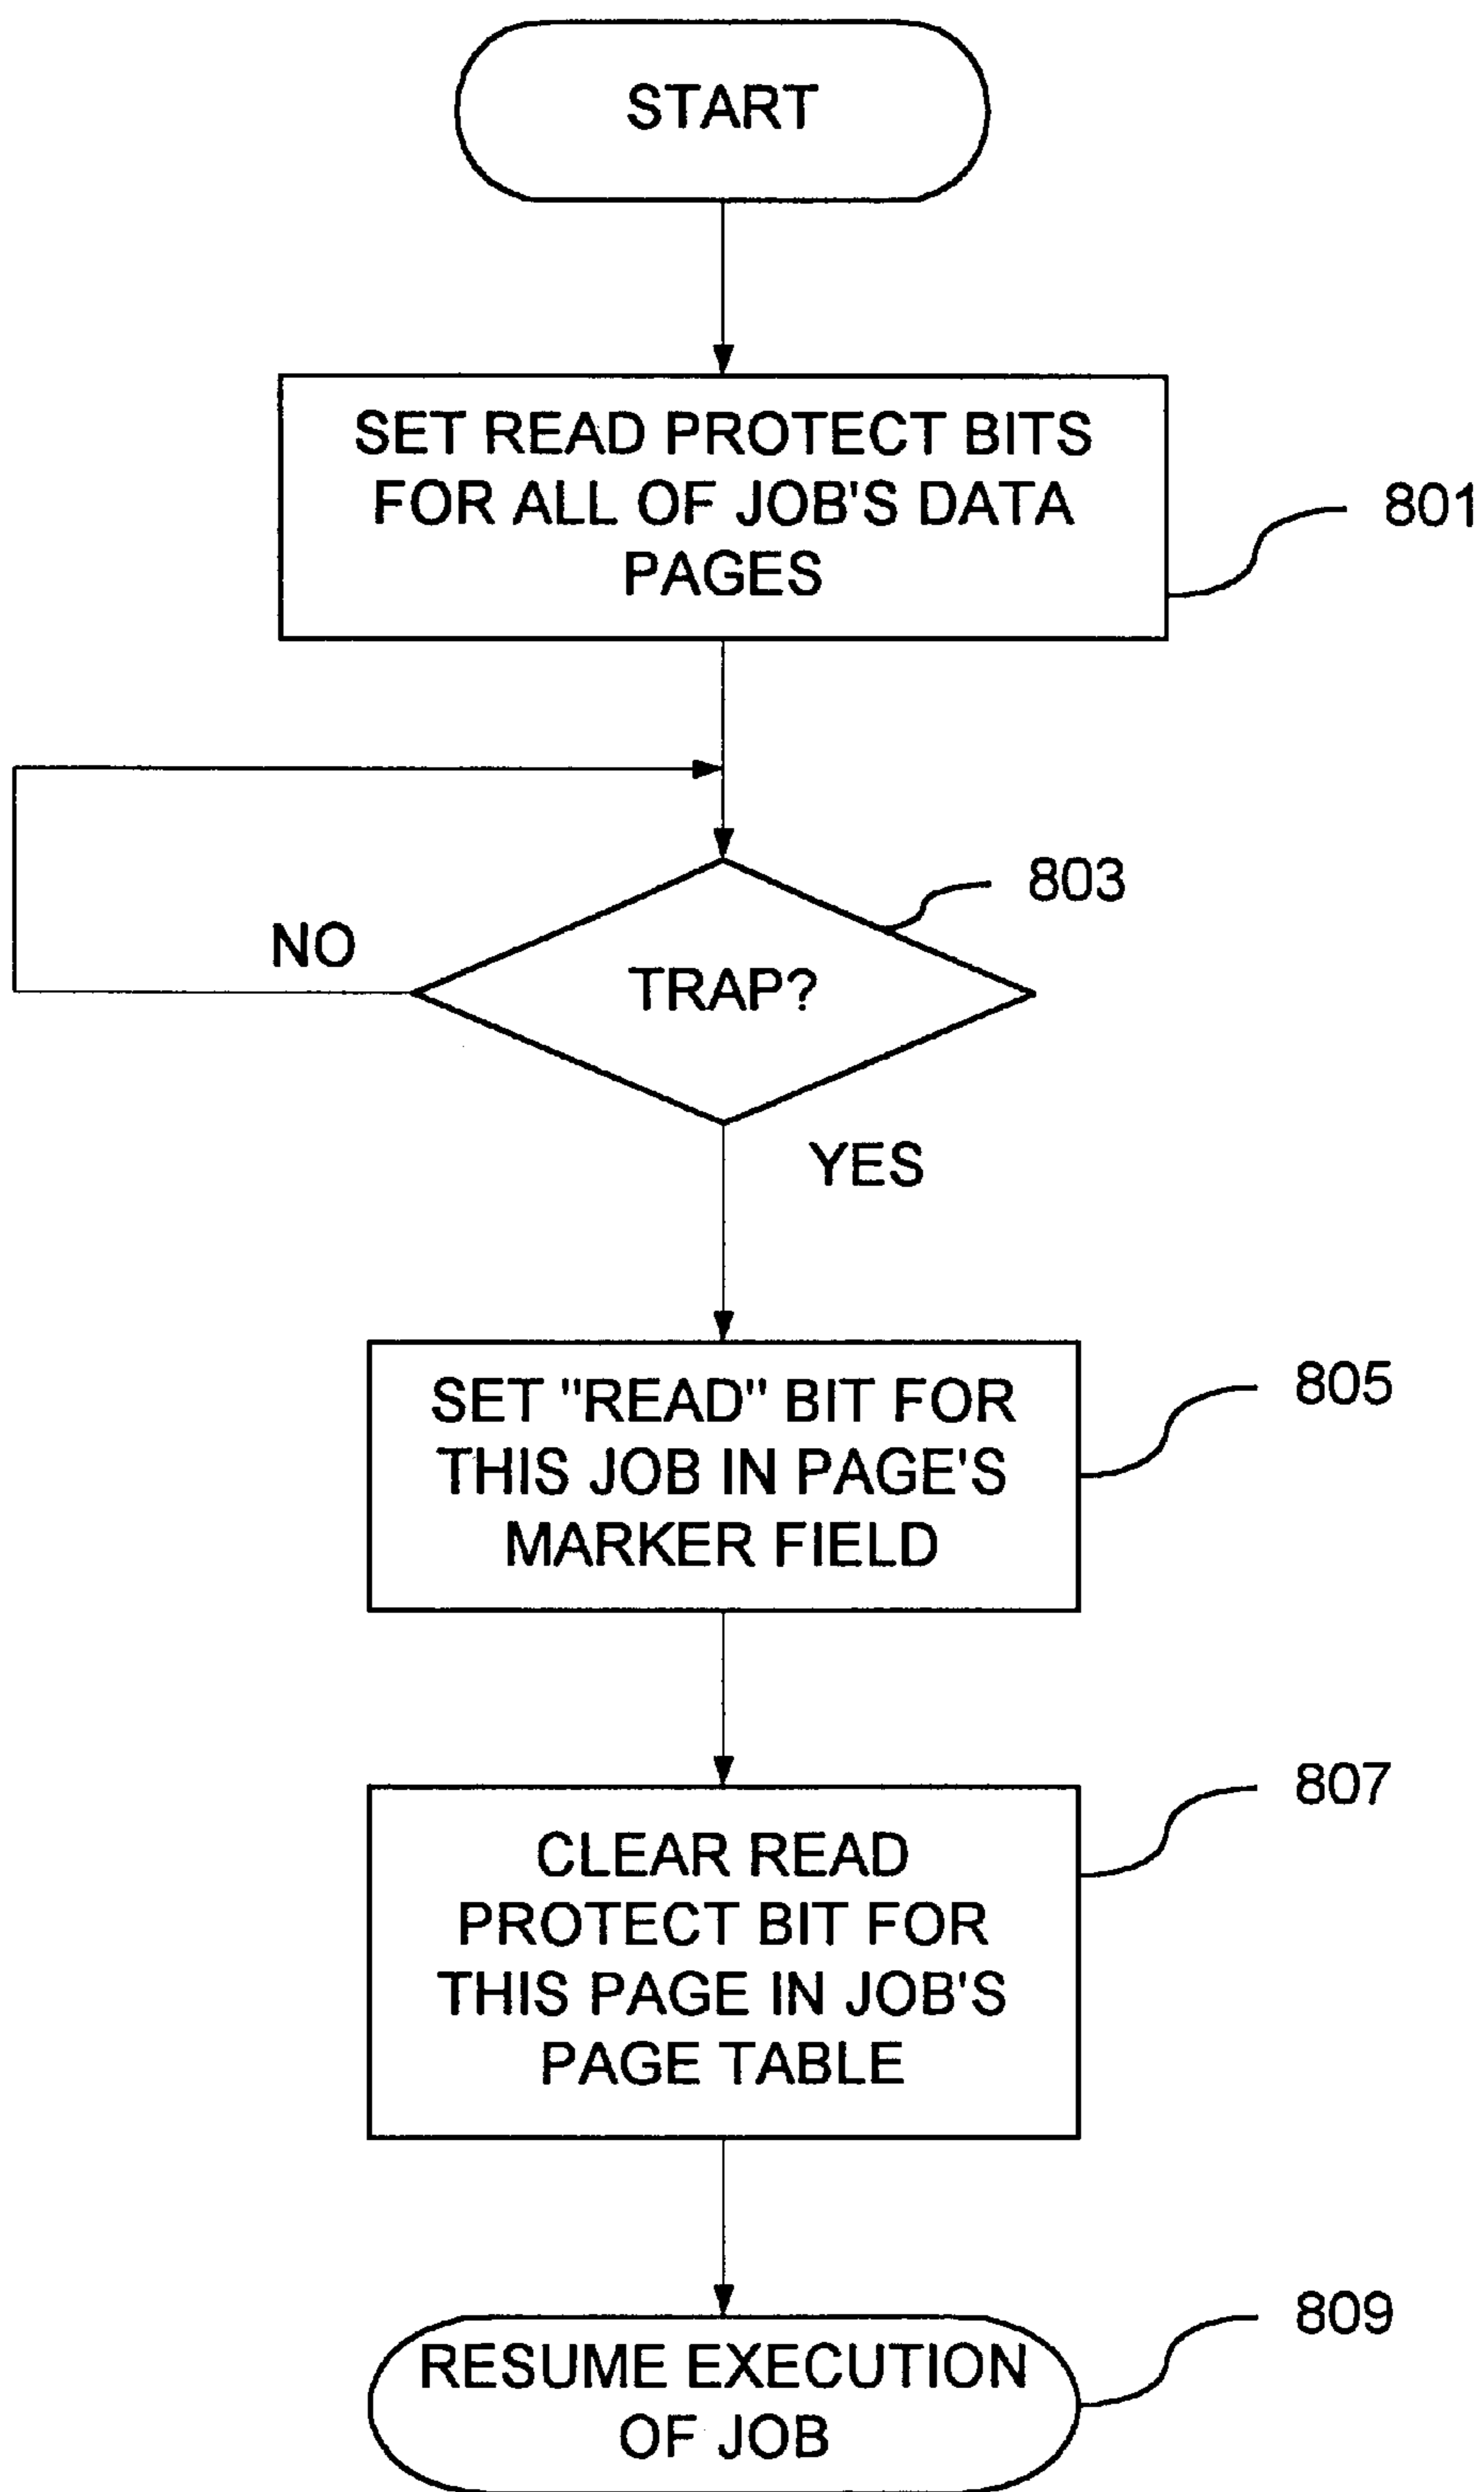 START
SET READ PROTECT BITS
FOR ALL OF JOB'S DATA
PAGES
801
803
NO
TRAP?
YES
SET "READ" BIT FOR
THIS JOB IN PAGE'S
MARKER FIELD
805
CLEAR READ
PROTECT BIT FOR
THIS PAGE IN JOB'S
PAGE TABLE
807
RESUME EXECUTION
OF JOB
809